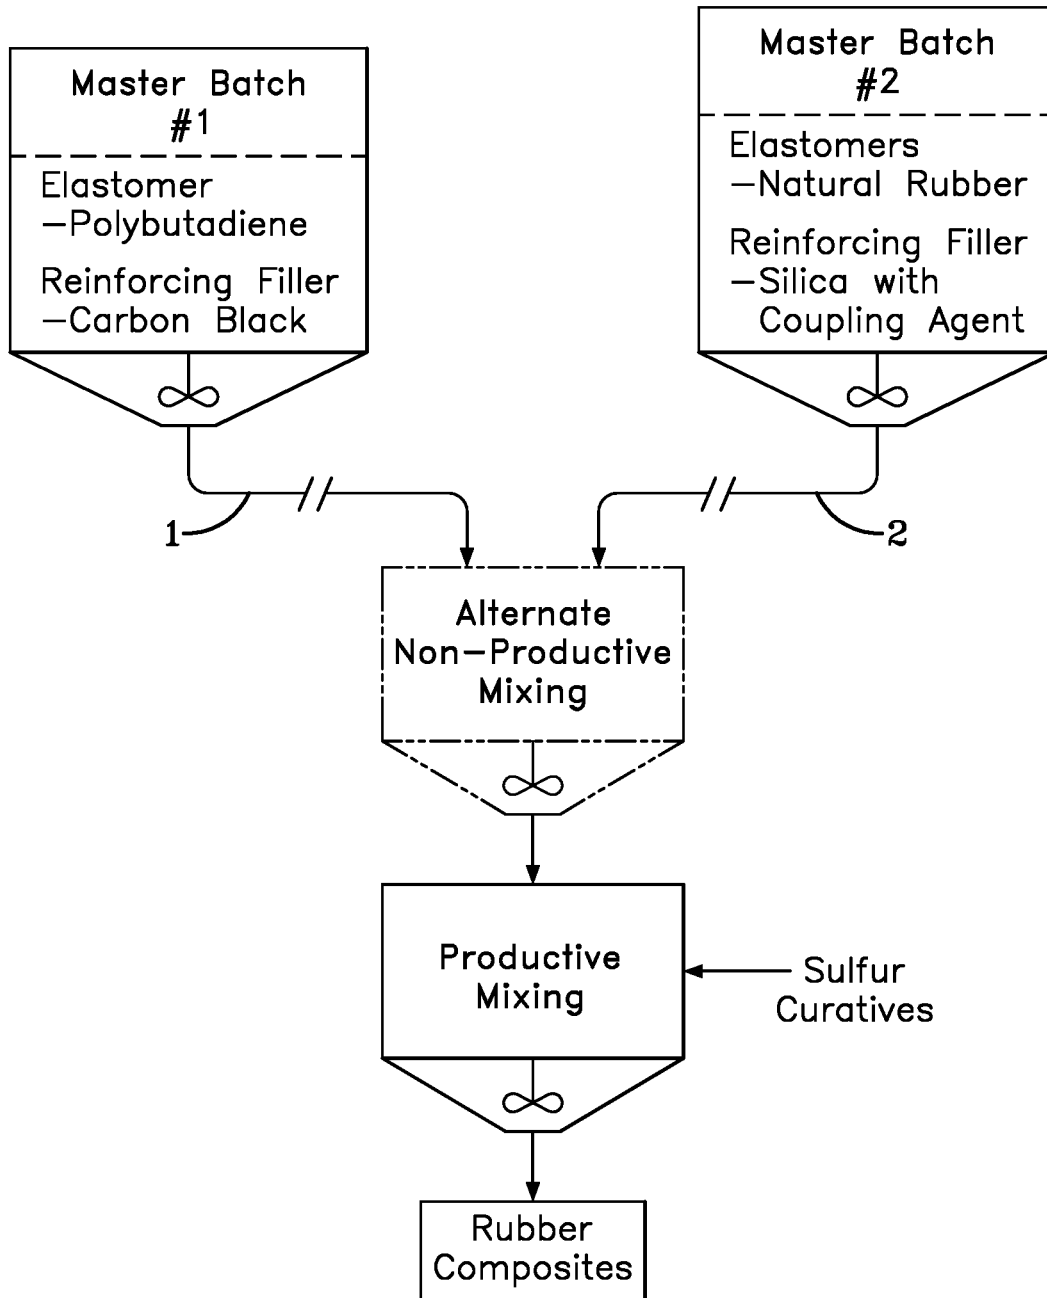 Master Batch
#1
Elastomer
–Polybutadiene
Reinforcing Filler
–Carbon Black
Master Batch
#2
Elastomers
–Natural Rubber
Reinforcing Filler
–Silica with
Coupling Agent
1
2
Alternate
Non–Productive
Mixing
Productive
Mixing
Sulfur
Curatives
Rubber
Composites